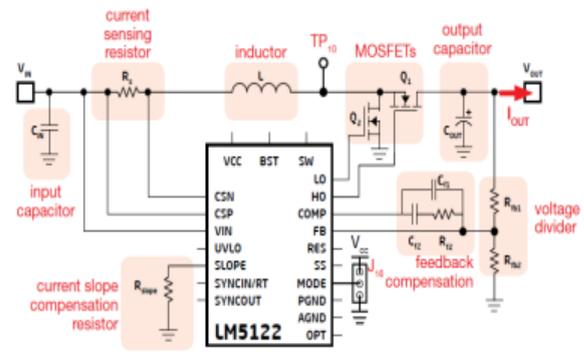 current
sensing
resistor
inductor
TP10
MOSFETs
output
capacitor
VIN
Rs
L
Q1
VOUT
Q2
CIN
COUT
IOUT
input
capacitor
VCC BST SW
LO
CSN HO
CSP COMP
VIN FB
UVLO RES
SLOPE SS
SYNCIN/RT MODE
SYNCOUT PGND
AGND
OPT
LM5122
Rslope
current slope
compensation
resistor
Cf1
Cf2 Rf2
feedback
compensation
J16
Rfb1
Rfb2
voltage
divider